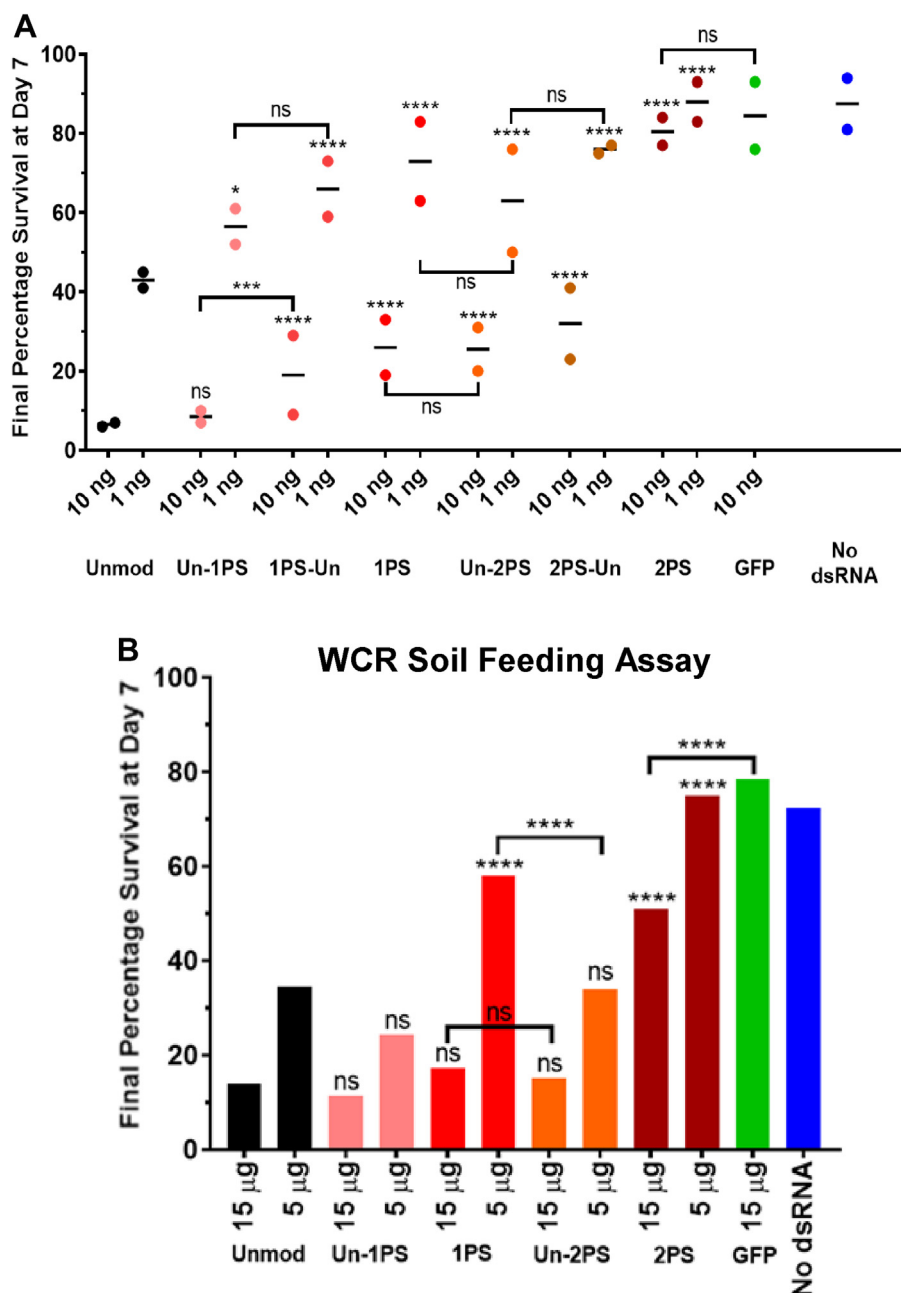 A
Final Percentage Survival at Day 7
100
80
60
40
20
0
ns
ns
ns
****
****
****
****
****
****
*
***
ns
****
****
****
****
ns
ns
ns
10 ng
1 ng
10 ng
1 ng
10 ng
1 ng
10 ng
1 ng
10 ng
1 ng
10 ng
1 ng
10 ng
1 ng
10 ng
Unmod
Un-1PS
1PS-Un
1PS
Un-2PS
2PS-Un
2PS
GFP
No
dsRNA
B
WCR Soil Feeding Assay
Final Percentage Survival at Day 7
100
80
60
40
20
0
****
****
****
****
****
ns
ns
ns
ns
ns
ns
15 µg
5 µg
15 µg
5 µg
15 µg
5 µg
15 µg
5 µg
15 µg
5 µg
15 µg
No dsRNA
Unmod
Un-1PS
1PS
Un-2PS
2PS
GFP